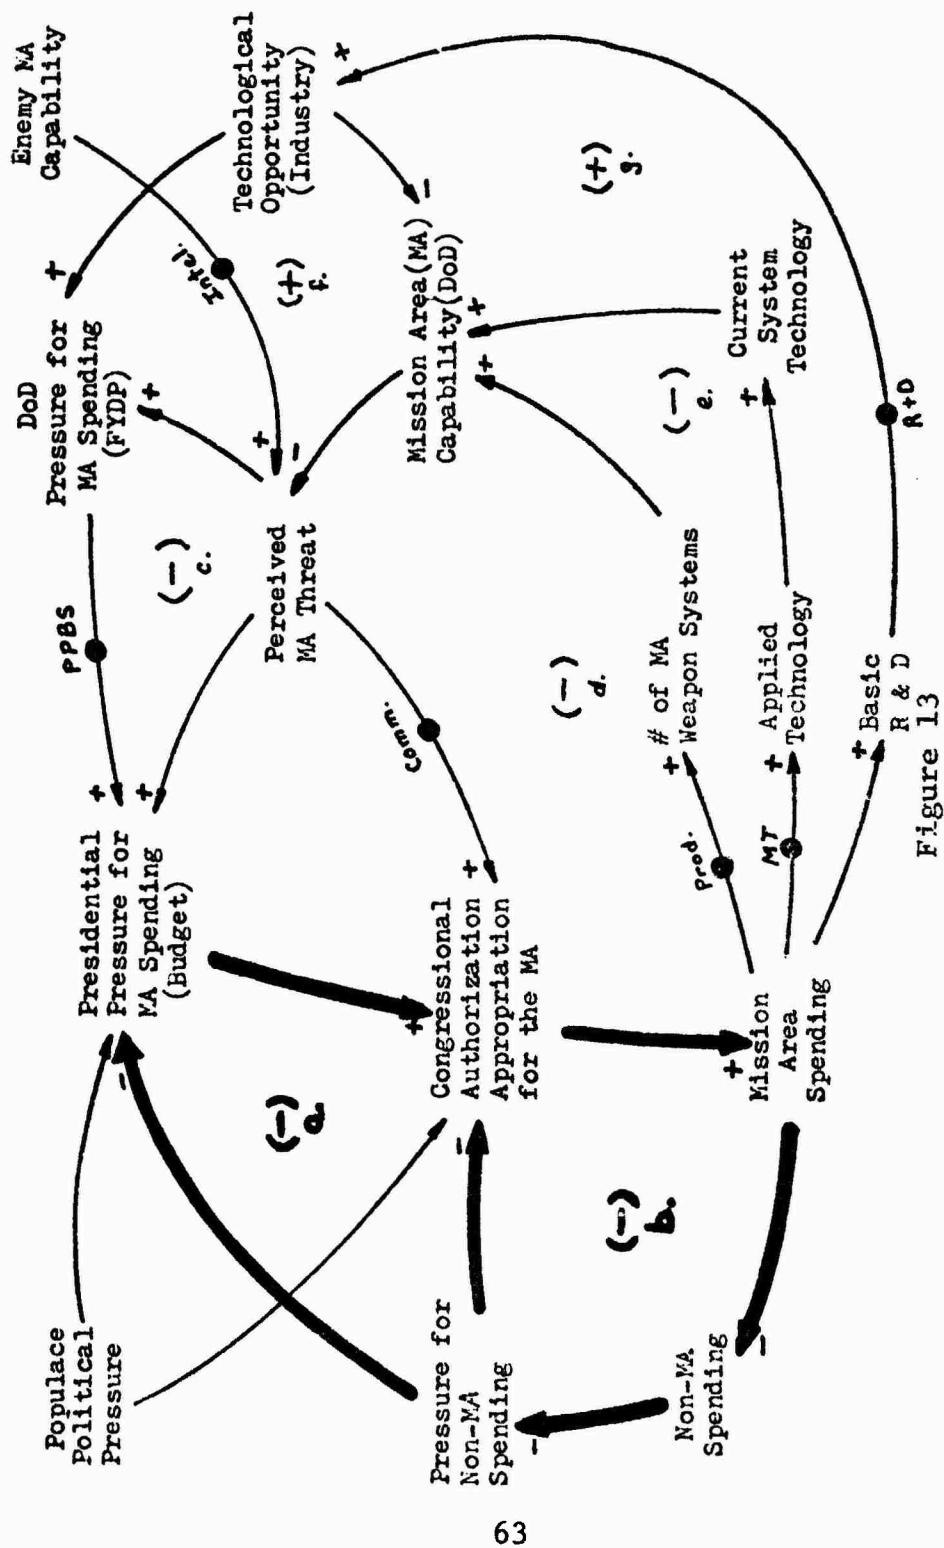 Populace
Political
Pressure
Presidential
Pressure for
MA Spending
(Budget)
+
+
-
PPBS
DoD
Pressure for
MA Spending
(FYDP)
+
+
Enemy MA
Capability
Technological
Opportunity
(Industry)
+
Intel.
(-)
a.
(-)
c.
(+)
f.
Perceived
MA Threat
+
-
Comm.
Pressure for
Non-MA
Spending
-
Congressional
Authorization
Appropriation
for the MA
+
+
-
Mission Area(MA)
Capability(DoD)
-
+
+
(-)
b.
(-)
d.
(-)
e.
(+)
g.
Non-MA
Spending
-
Mission
Area
Spending
+
Prod.
MT
# of MA
Weapon Systems
+
Applied
Technology
+
Current
System
Technology
+
Basic
R & D
+
R+D
Figure 13
63